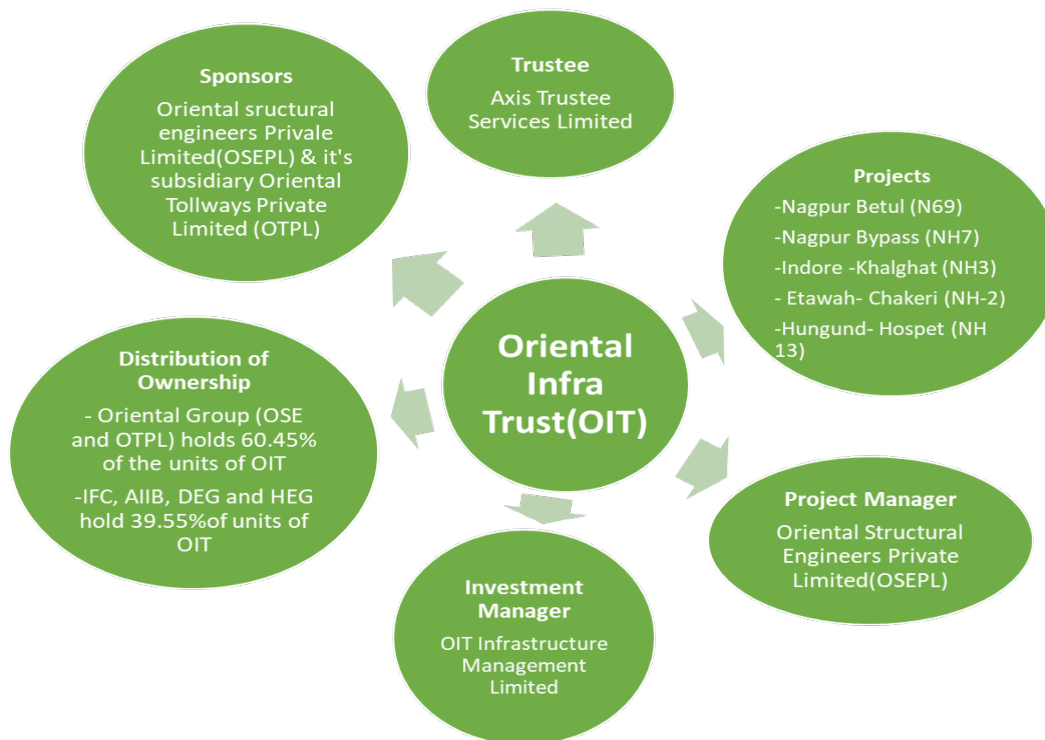 Sponsors
Oriental sructural
engineers Privale
Limited(OSEPL) & it's
subsidiary Oriental
Tollways Private
Limited (OTPL)
Trustee
Axis Trustee
Services Limited
Projects
-Nagpur Betul (N69)
-Nagpur Bypass (NH7)
-Indore -Khalghat (NH3)
- Etawah- Chakeri (NH-2)
-Hungund- Hospet (NH
13)
Oriental
Infra
Trust(OIT)
Distribution of
Ownership
- Oriental Group (OSE
and OTPL) holds 60.45%
of the units of OIT
-IFC, AIIB, DEG and HEG
hold 39.55%of units of
OIT
Project Manager
Oriental Structural
Engineers Private
Limited(OSEPL)
Investment
Manager
OIT Infrastructure
Management
Limited